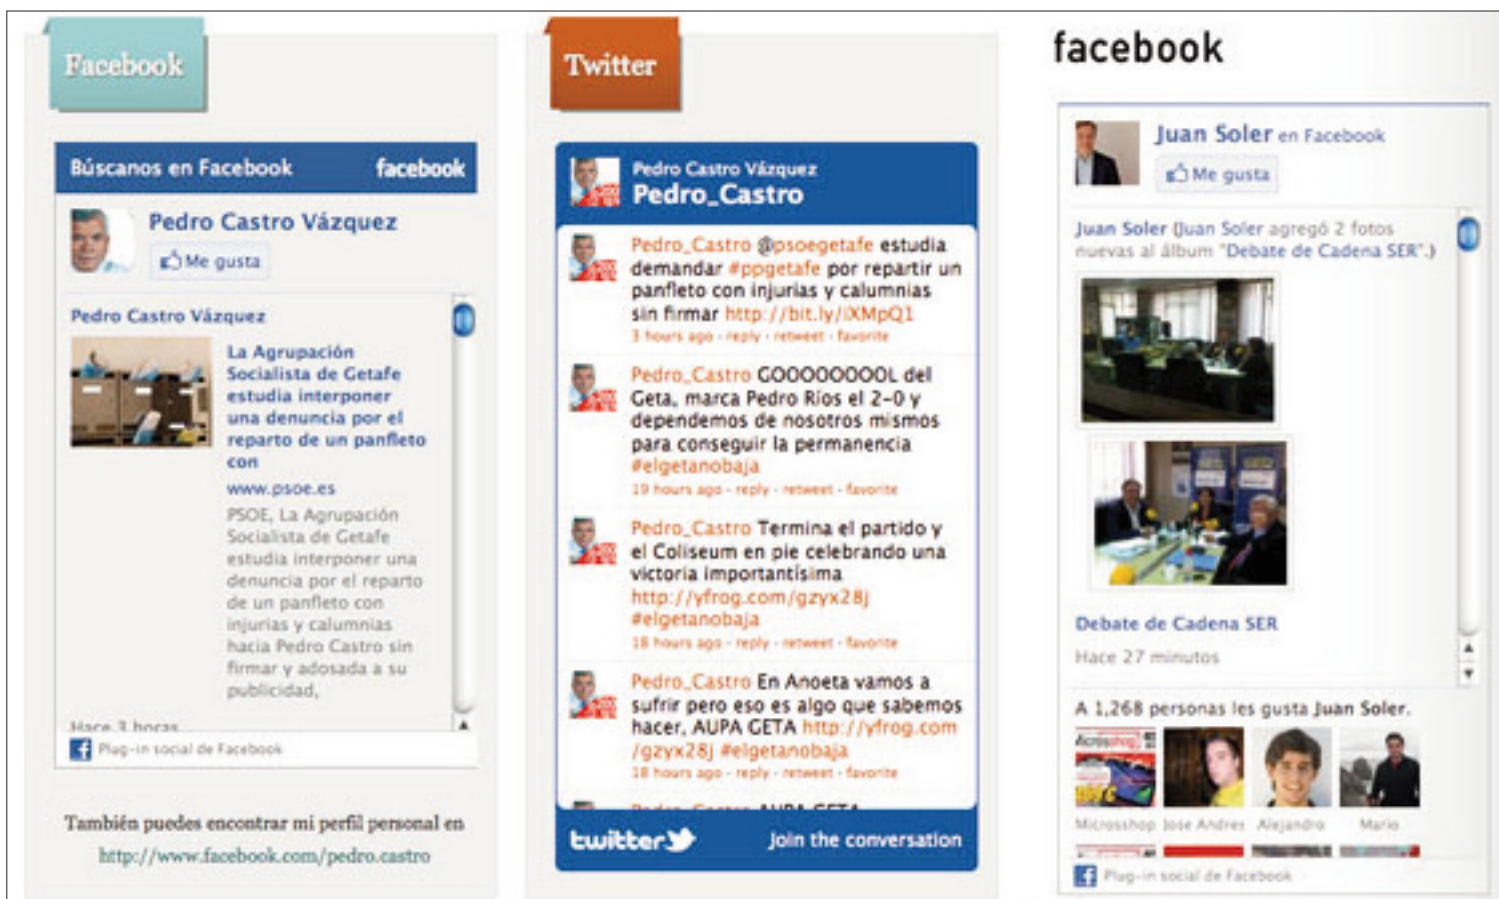 Facebook
Búscanos en Facebook facebook
Pedro Castro Vázquez
Me gusta
Pedro Castro Vázquez
La Agrupación
Socialista de Getafe
estudia interponer
una denuncia por el
reparto de un panfleto
con
www.psoe.es
PSOE, La Agrupación
Socialista de Getafe
estudia interponer una
denuncia por el reparto
de un panfleto con
injurias y calumnias
hacia Pedro Castro sin
firmar y adosada a su
publicidad,
Hace 3 horas
Plug-in social de Facebook
También puedes encontrar mi perfil personal en
http://www.facebook.com/pedro.castro
Twitter
Pedro Castro Vázquez
Pedro_Castro
Pedro_Castro @psoegetafe estudia
demandar #ppgetafe por repartir un
panfleto con injurias y calumnias
sin firmar http://bit.ly/iXMpQ1
3 hours ago · reply · retweet · favorite
Pedro_Castro GOOOOOOOOL del
Geta, marca Pedro Ríos el 2-0 y
dependemos de nosotros mismos
para conseguir la permanencia
#elgetanobaja
19 hours ago · reply · retweet · favorite
Pedro_Castro Termina el partido y
el Coliseum en pie celebrando una
victoria importantísima
http://yfrog.com/gzyx28j
#elgetanobaja
18 hours ago · reply · retweet · favorite
Pedro_Castro En Anoeta vamos a
sufrir pero eso es algo que sabemos
hacer, AUPA GETA http://yfrog.com
/gzyx28j #elgetanobaja
18 hours ago · reply · retweet · favorite
Pedro_Castro AUPA GETA
twitter Join the conversation
facebook
Juan Soler en Facebook
Me gusta
Juan Soler (Juan Soler agregó 2 fotos
nuevas al álbum "Debate de Cadena SER".)
Debate de Cadena SER
Hace 27 minutos
A 1,268 personas les gusta Juan Soler.
Microsshop Jose Andres Alejandro Mario
Plug-in social de Facebook